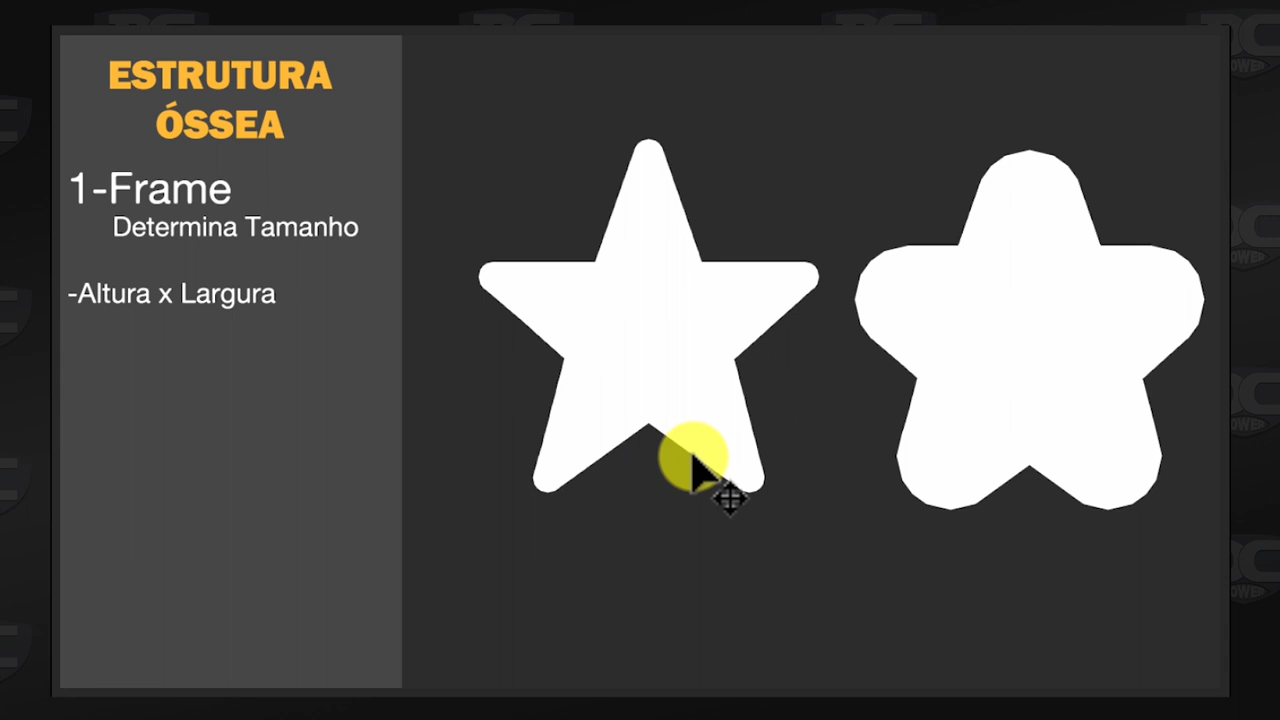 ESTRUTURA
ÓSSEA
1-Frame
Determina Tamanho
-Altura x Largura